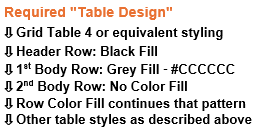 Required "Table Design"
⇩ Grid Table 4 or equivalent styling
⇩ Header Row: Black Fill
⇩ 1st Body Row: Grey Fill - #CCCCCC
⇩ 2nd Body Row: No Color Fill
⇩ Row Color Fill continues that pattern
⇩ Other table styles as described above